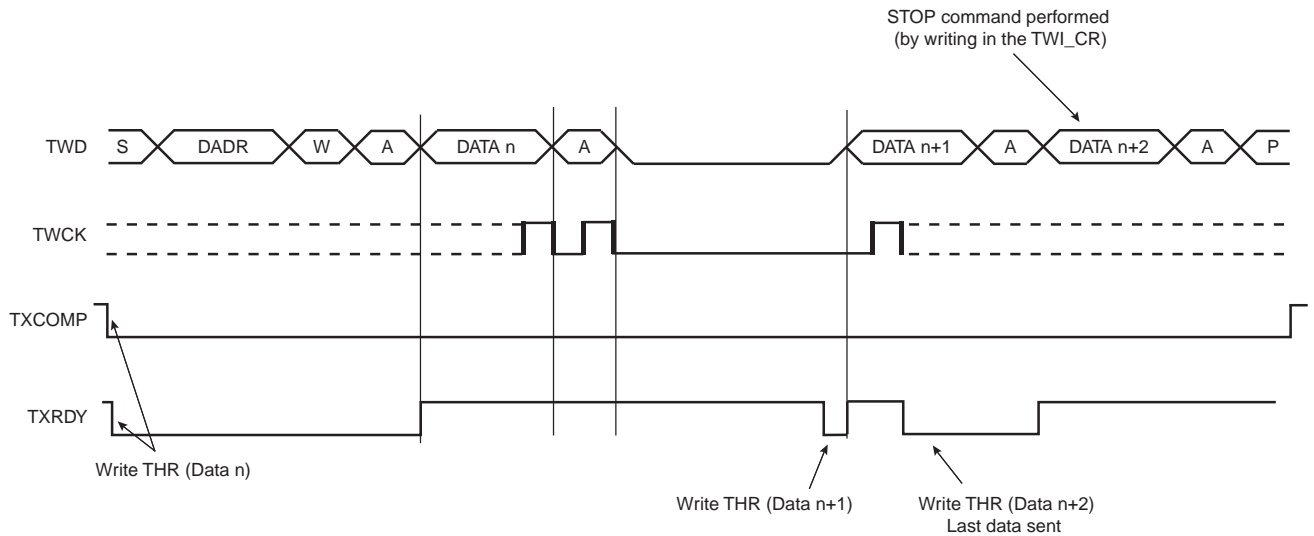 STOP command performed
(by writing in the TWI_CR)
TWD S DADR W A DATA n A DATA n+1 A DATA n+2 A P
TWCK
TXCOMP
TXRDY
Write THR (Data n)
Write THR (Data n+1) Write THR (Data n+2)
Last data sent